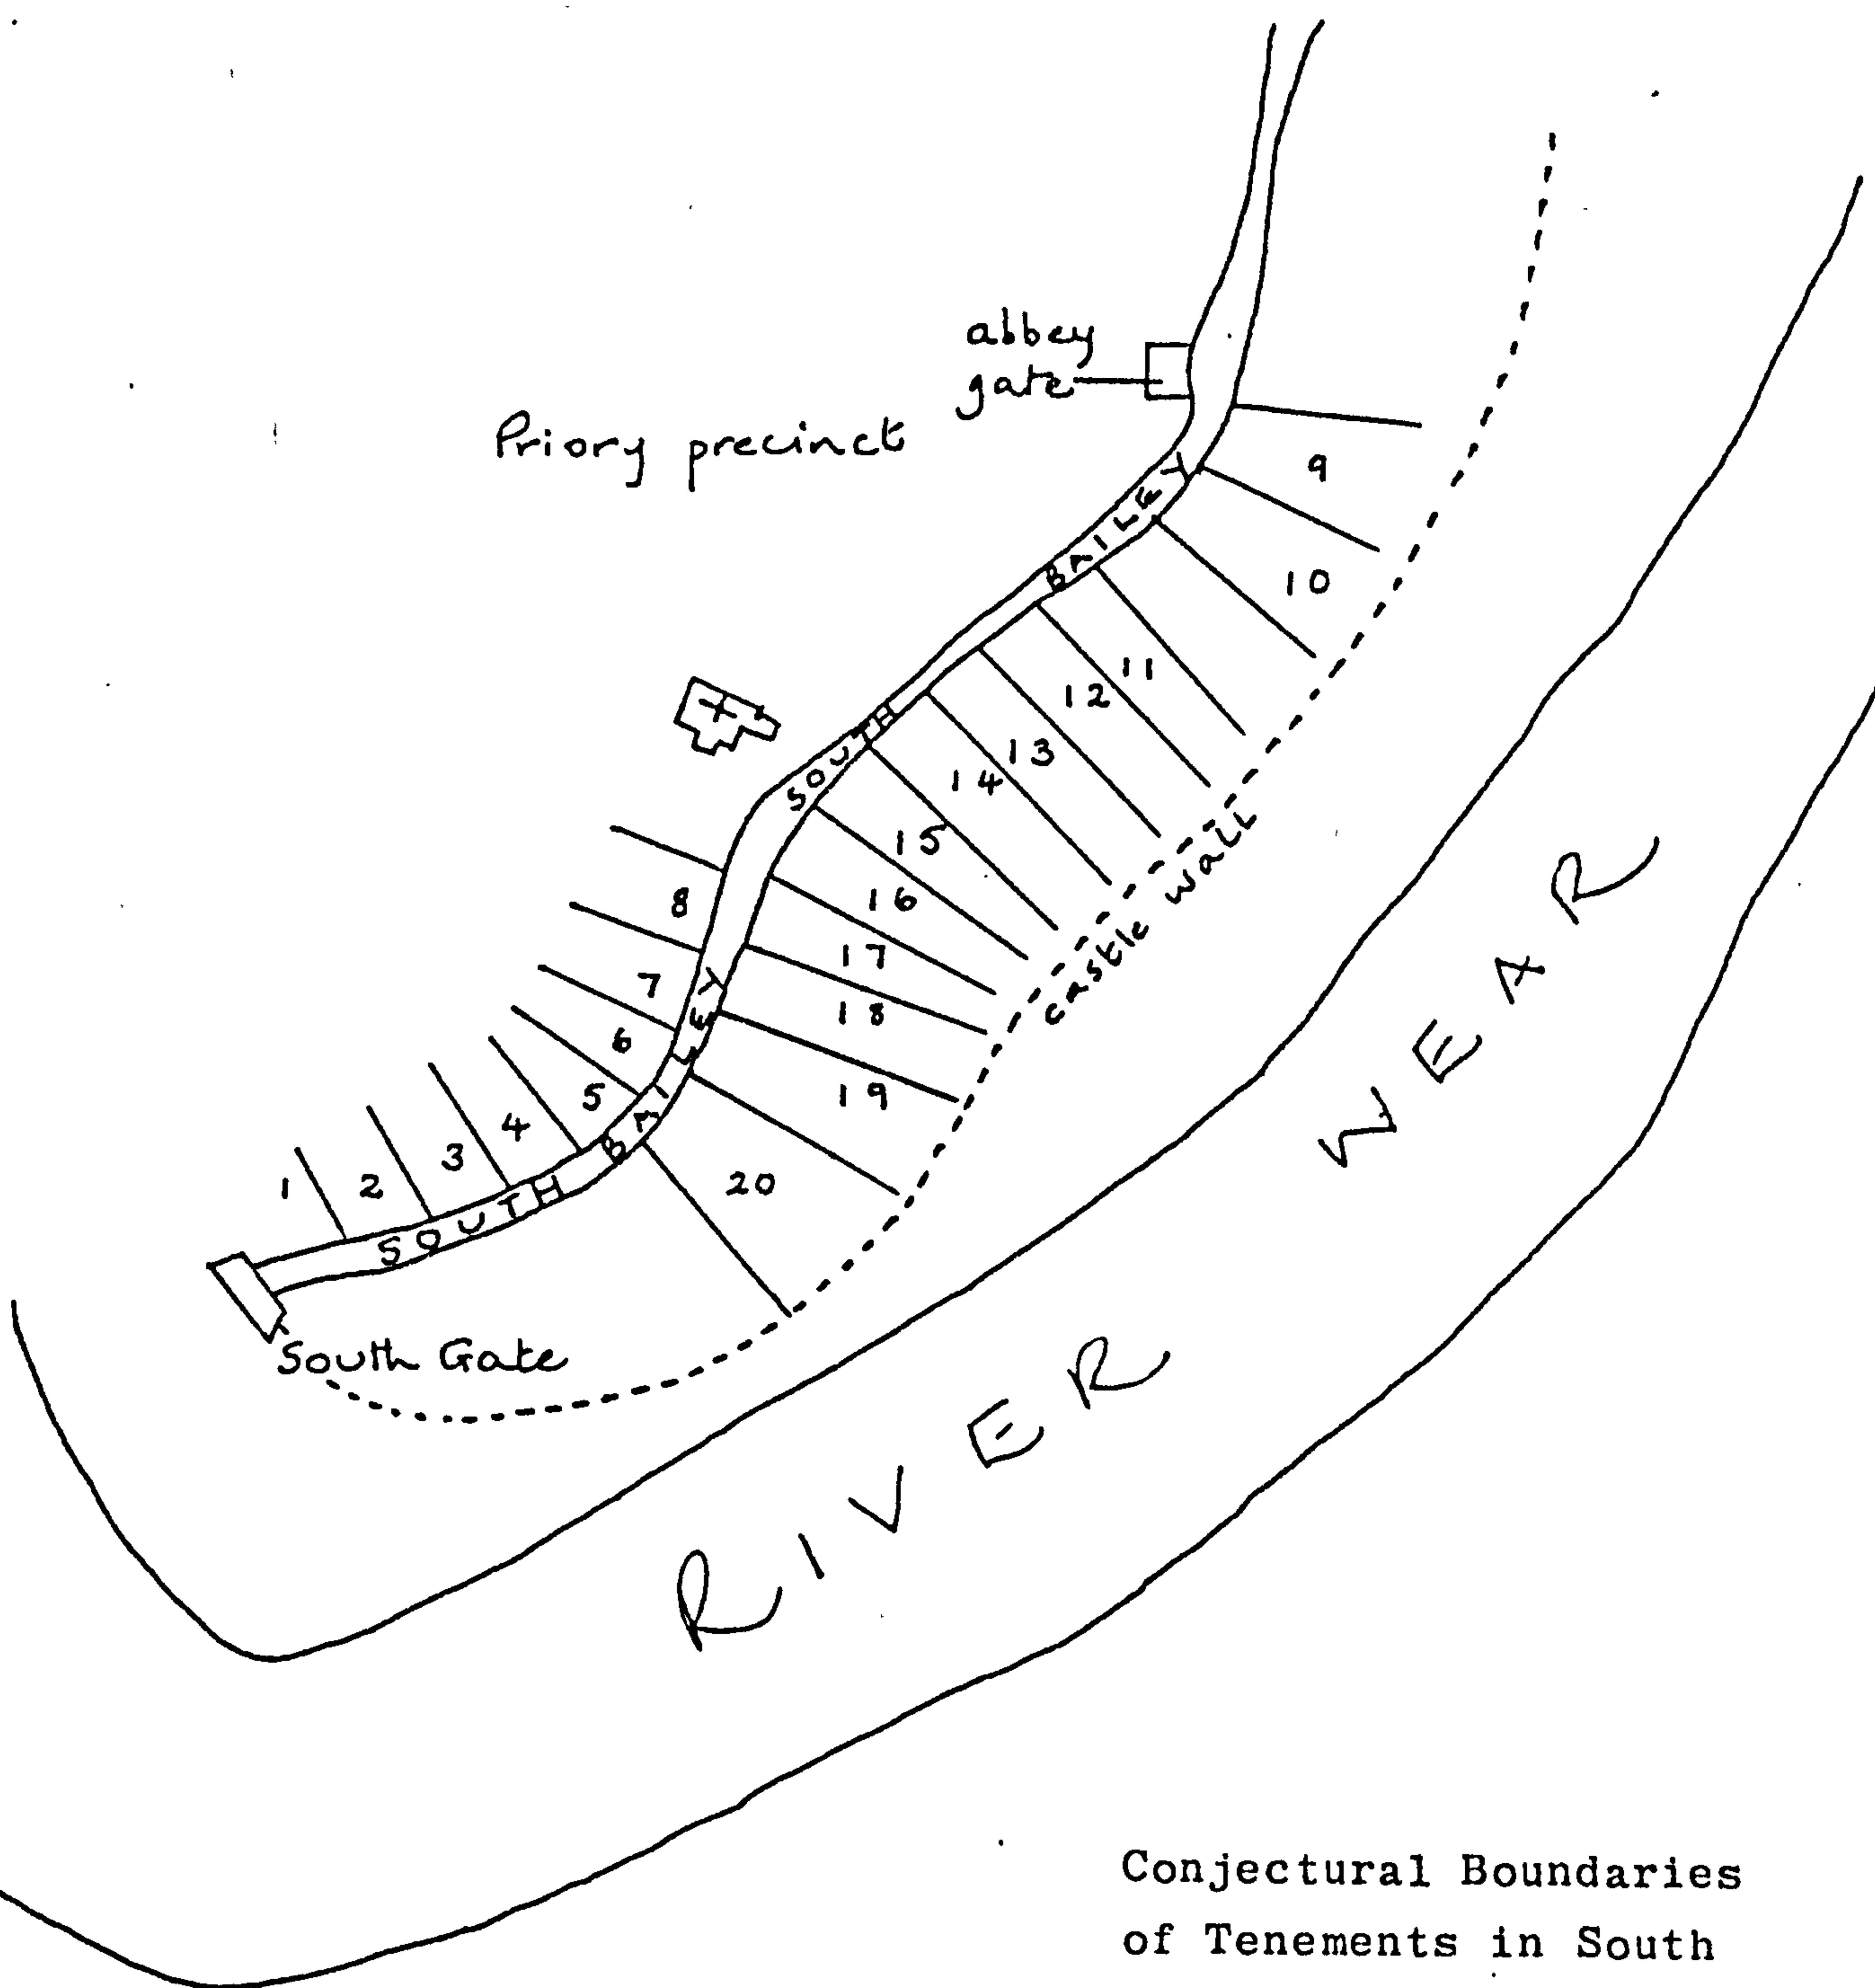 abbey
gate
Priory precinct
9
10
11
12
13
14
15
16
17
18
19
20
8
7
6
5
4
3
2
1
SOUTH BAILEY
SOUTH BAILEY
castle wall
South Gate
RIVER WEAR
Conjectural Boundaries
of Tenements in South